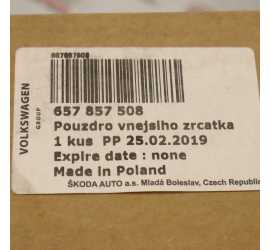 657857508
VOLKSWAGEN
GROUP
657 857 508
Pouzdro vnejsiho zrcatka
1 kus PP 25.02.2019
Expire date : none
Made in Poland
ŠKODA AUTO a.s. Mladá Boleslav, Czech Republic